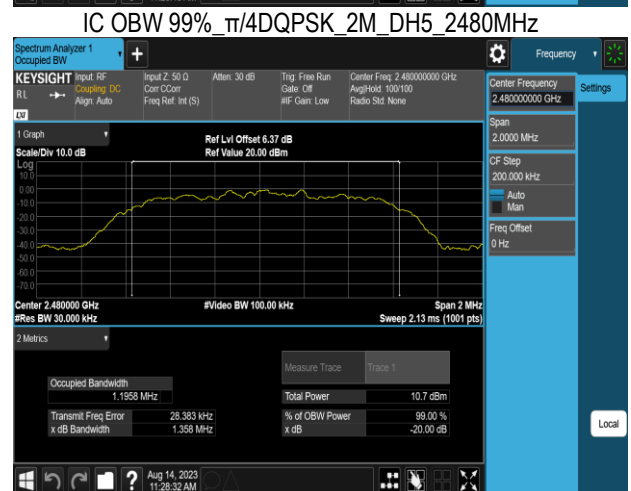 IC OBW 99%_π/4DQPSK_2M_DH5_2480MHz
Spectrum Analyzer 1
Occupied BW
Frequency
KEYSIGHT Input: RF Input Z: 50 Ω Atten: 30 dB Trig: Free Run Center Freq: 2.480000000 GHz
RL Coupling: DC Corr CCorr Gate: Off Avg|Hold: 100/100
Align: Auto Freq Ref: Int (S) #IF Gain: Low Radio Std: None
LXI
Center Frequency
2.480000000 GHz
Settings
Span
2.0000 MHz
CF Step
200.000 kHz
Auto
Man
Freq Offset
0 Hz
1 Graph
Ref Lvl Offset 6.37 dB
Scale/Div 10.0 dB Ref Value 20.00 dBm
Log
10.0
0.00
-10.0
-20.0
-30.0
-40.0
-50.0
-60.0
-70.0
Center 2.480000 GHz #Video BW 100.00 kHz Span 2 MHz
#Res BW 30.000 kHz Sweep 2.13 ms (1001 pts)
2 Metrics
Measure Trace Trace 1
Occupied Bandwidth
1.1958 MHz
Total Power 10.7 dBm
Transmit Freq Error 28.383 kHz % of OBW Power 99.00 %
x dB Bandwidth 1.358 MHz x dB -20.00 dB
Local
Aug 14, 2023
11:28:32 AM